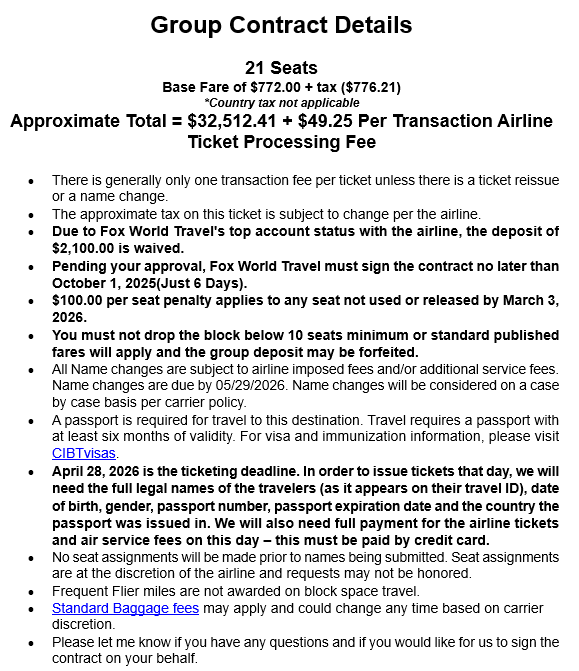 Group Contract Details
21 Seats
Base Fare of $772.00 + tax ($776.21)
*Country tax not applicable
Approximate Total = $32,512.41 + $49.25 Per Transaction Airline
Ticket Processing Fee
• There is generally only one transaction fee per ticket unless there is a ticket reissue
or a name change.
• The approximate tax on this ticket is subject to change per the airline.
• Due to Fox World Travel's top account status with the airline, the deposit of
$2,100.00 is waived.
• Pending your approval, Fox World Travel must sign the contract no later than
October 1, 2025(Just 6 Days).
• $100.00 per seat penalty applies to any seat not used or released by March 3,
2026.
• You must not drop the block below 10 seats minimum or standard published
fares will apply and the group deposit may be forfeited.
• All Name changes are subject to airline imposed fees and/or additional service fees.
Name changes are due by 05/29/2026. Name changes will be considered on a case
by case basis per carrier policy.
• A passport is required for travel to this destination. Travel requires a passport with
at least six months of validity. For visa and immunization information, please visit
CIBTvisas.
• April 28, 2026 is the ticketing deadline. In order to issue tickets that day, we will
need the full legal names of the travelers (as it appears on their travel ID), date
of birth, gender, passport number, passport expiration date and the country the
passport was issued in. We will also need full payment for the airline tickets
and air service fees on this day – this must be paid by credit card.
• No seat assignments will be made prior to names being submitted. Seat assignments
are at the discretion of the airline and requests may not be honored.
• Frequent Flier miles are not awarded on block space travel.
• Standard Baggage fees may apply and could change any time based on carrier
discretion.
• Please let me know if you have any questions and if you would like for us to sign the
contract on your behalf.